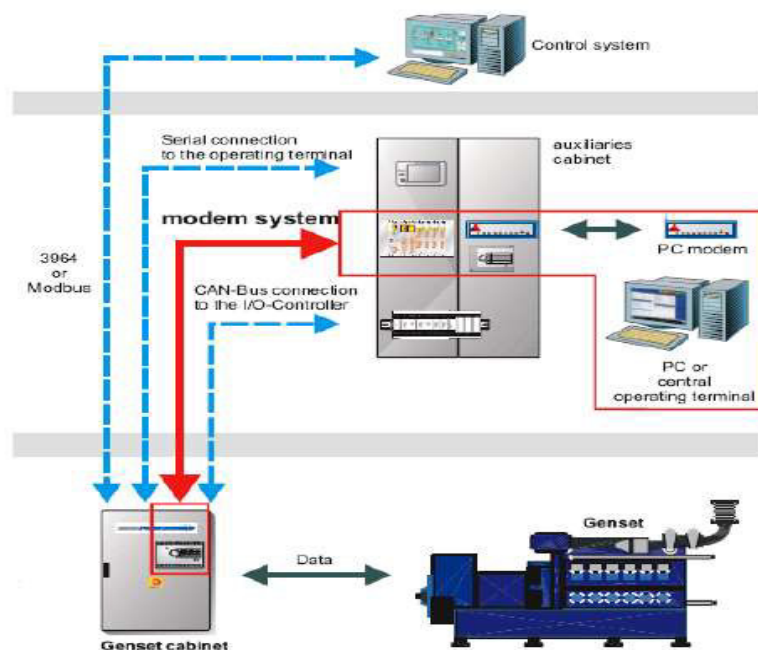 Control system
Serial connection
to the operating terminal
auxiliaries
cabinet
modem system
3964
or
Modbus
PC modem
CAN-Bus connection
to the I/O-Controller
PC or
contral
operating terminal
Genset
Data
Genset cabinet